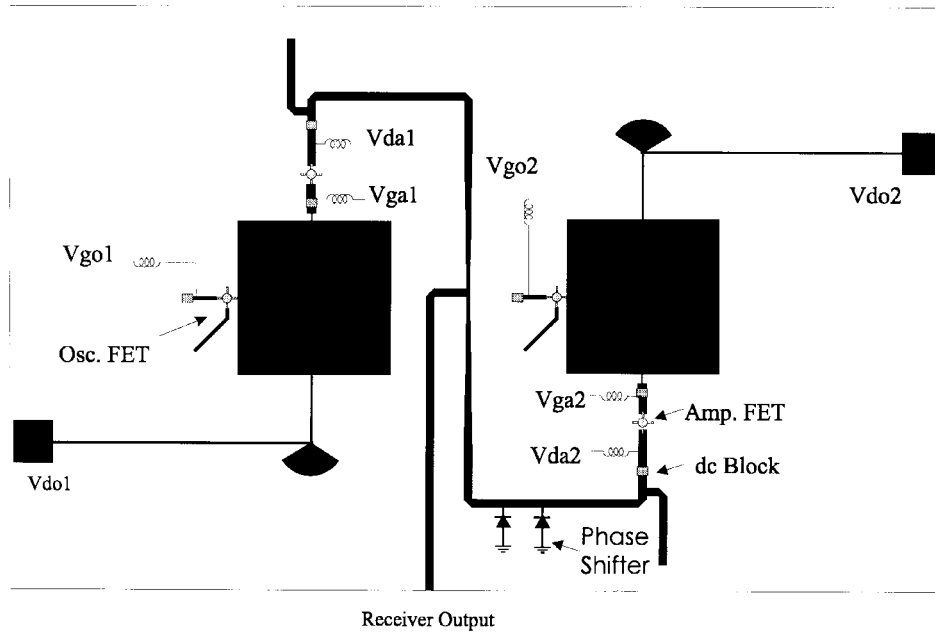 Vda1
Vga1
Vgo1
Osc. FET
Vdo1
Vgo2
Vdo2
Vga2
Amp. FET
Vda2
dc Block
Phase
Shifter
Receiver Output